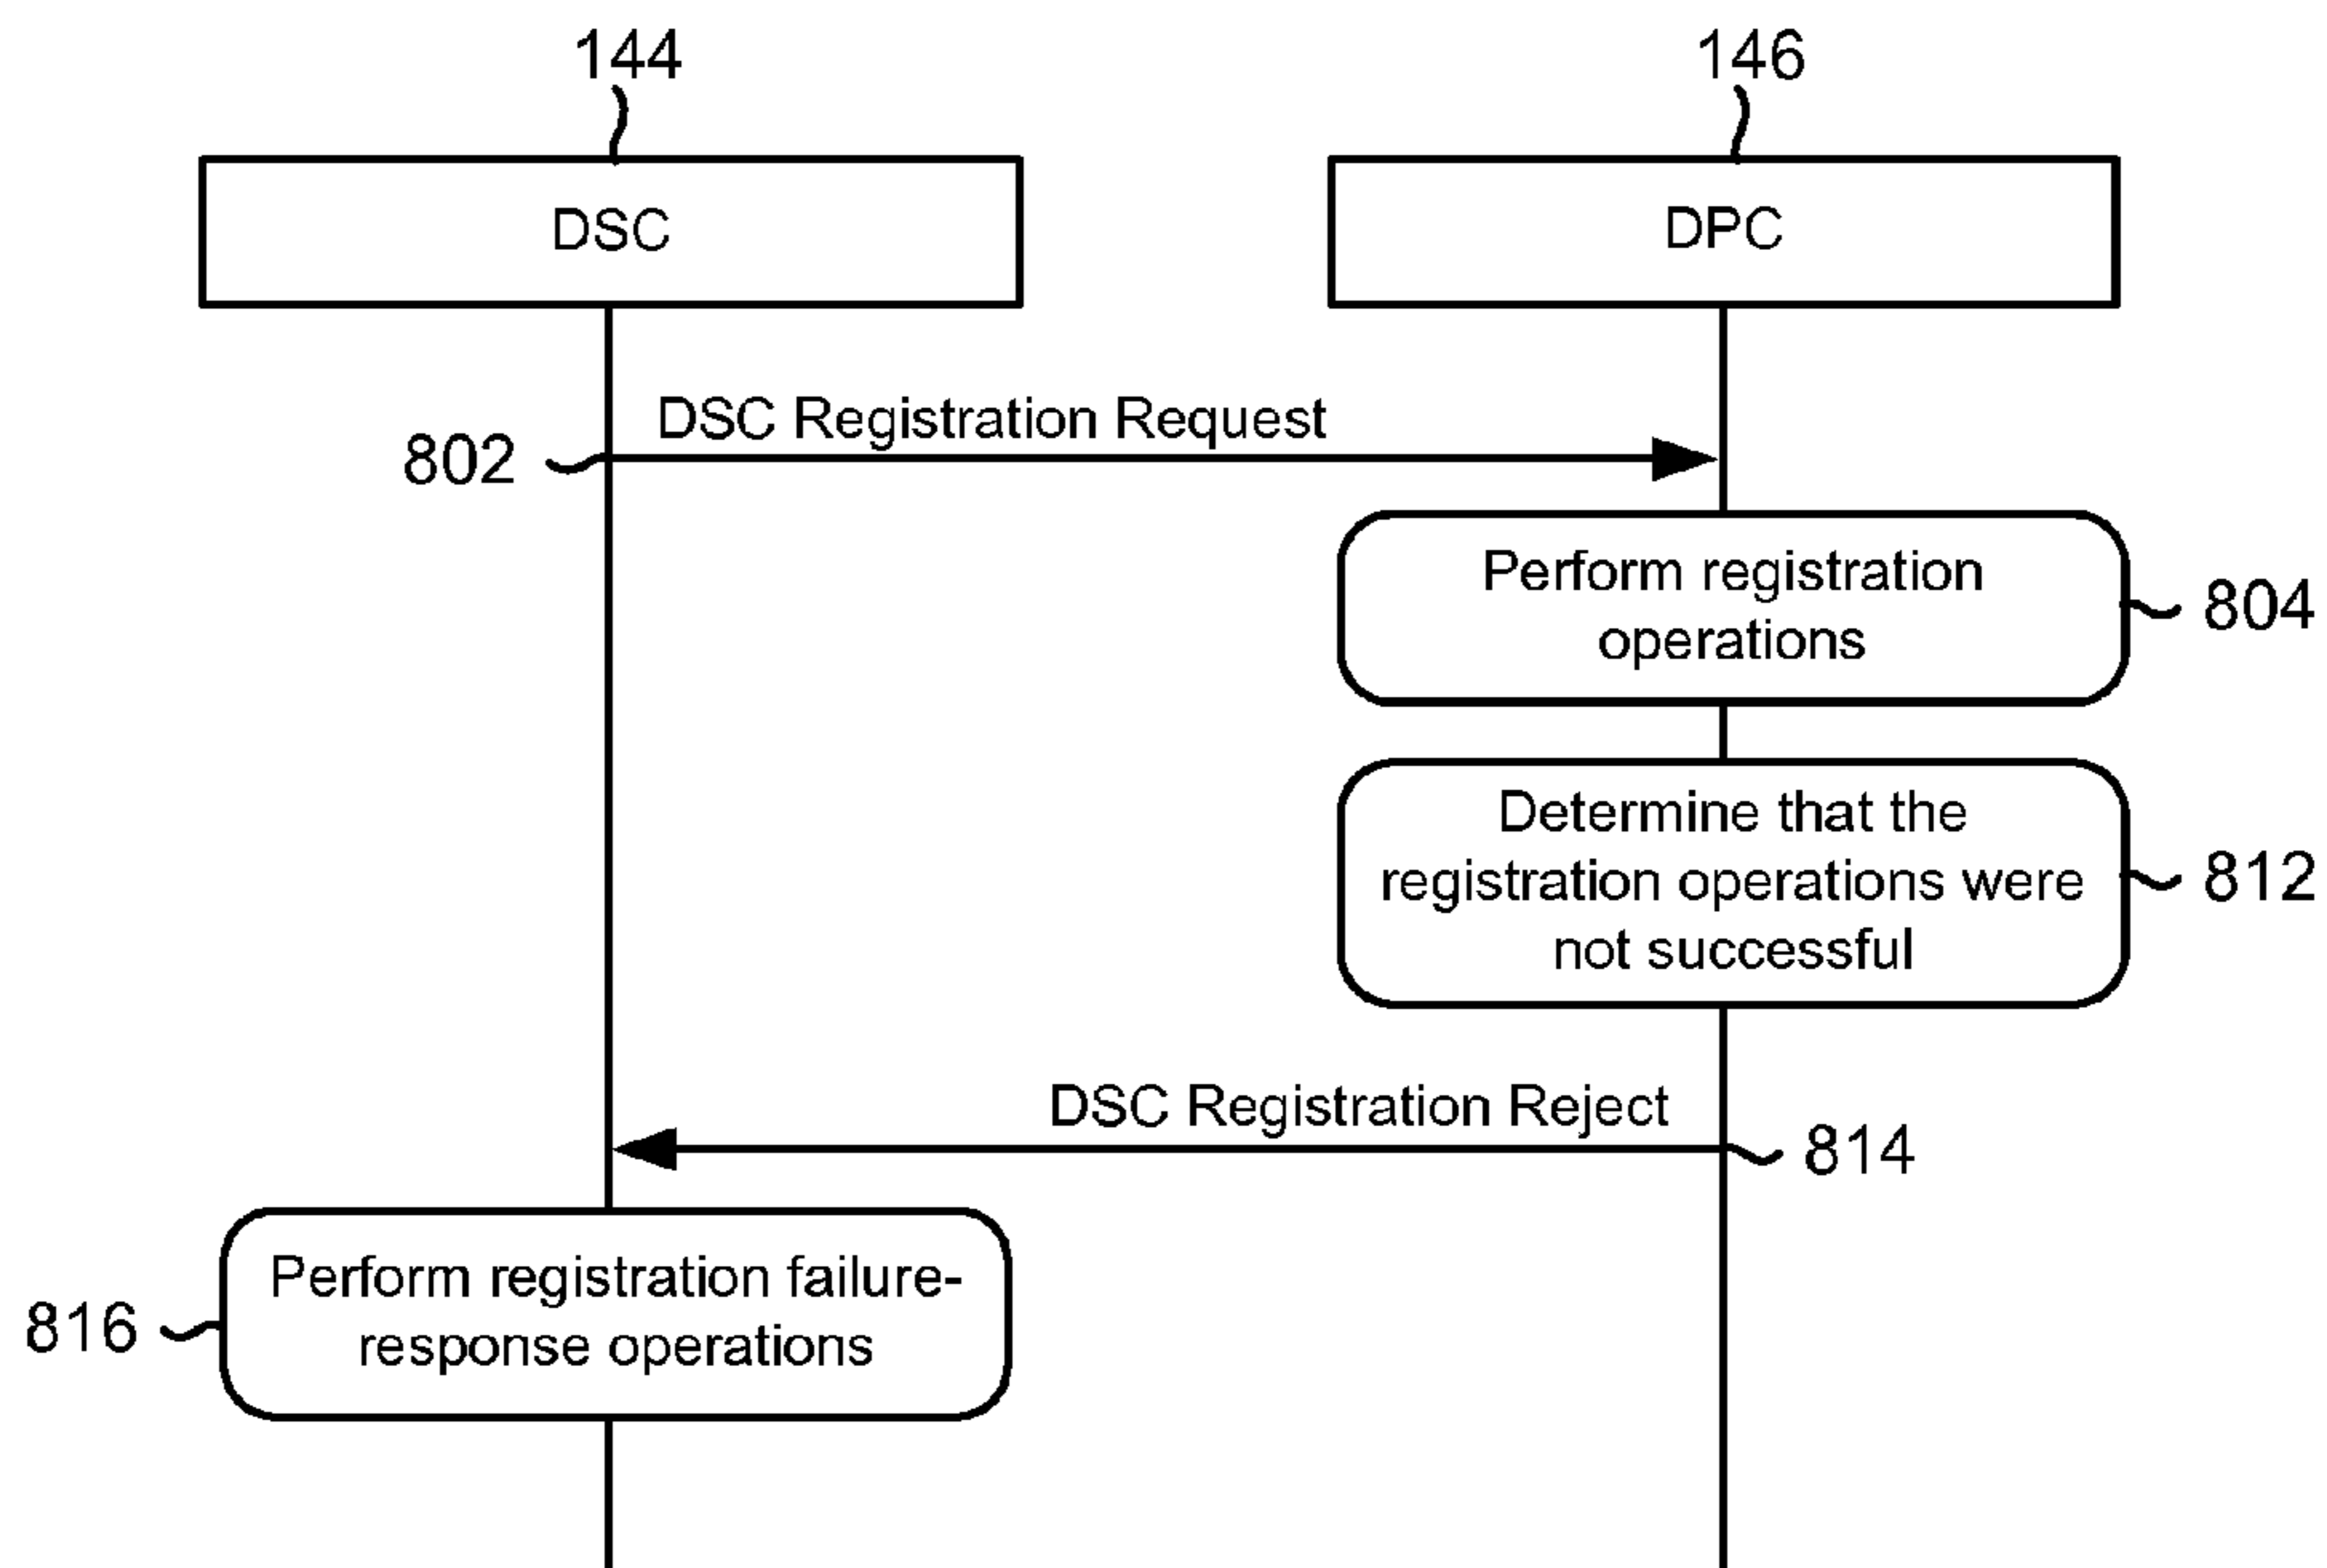 144
146
DSC
DPC
DSC Registration Request
802
Perform registration
operations
804
Determine that the
registration operations were
not successful
812
DSC Registration Reject
814
Perform registration failure-
response operations
816